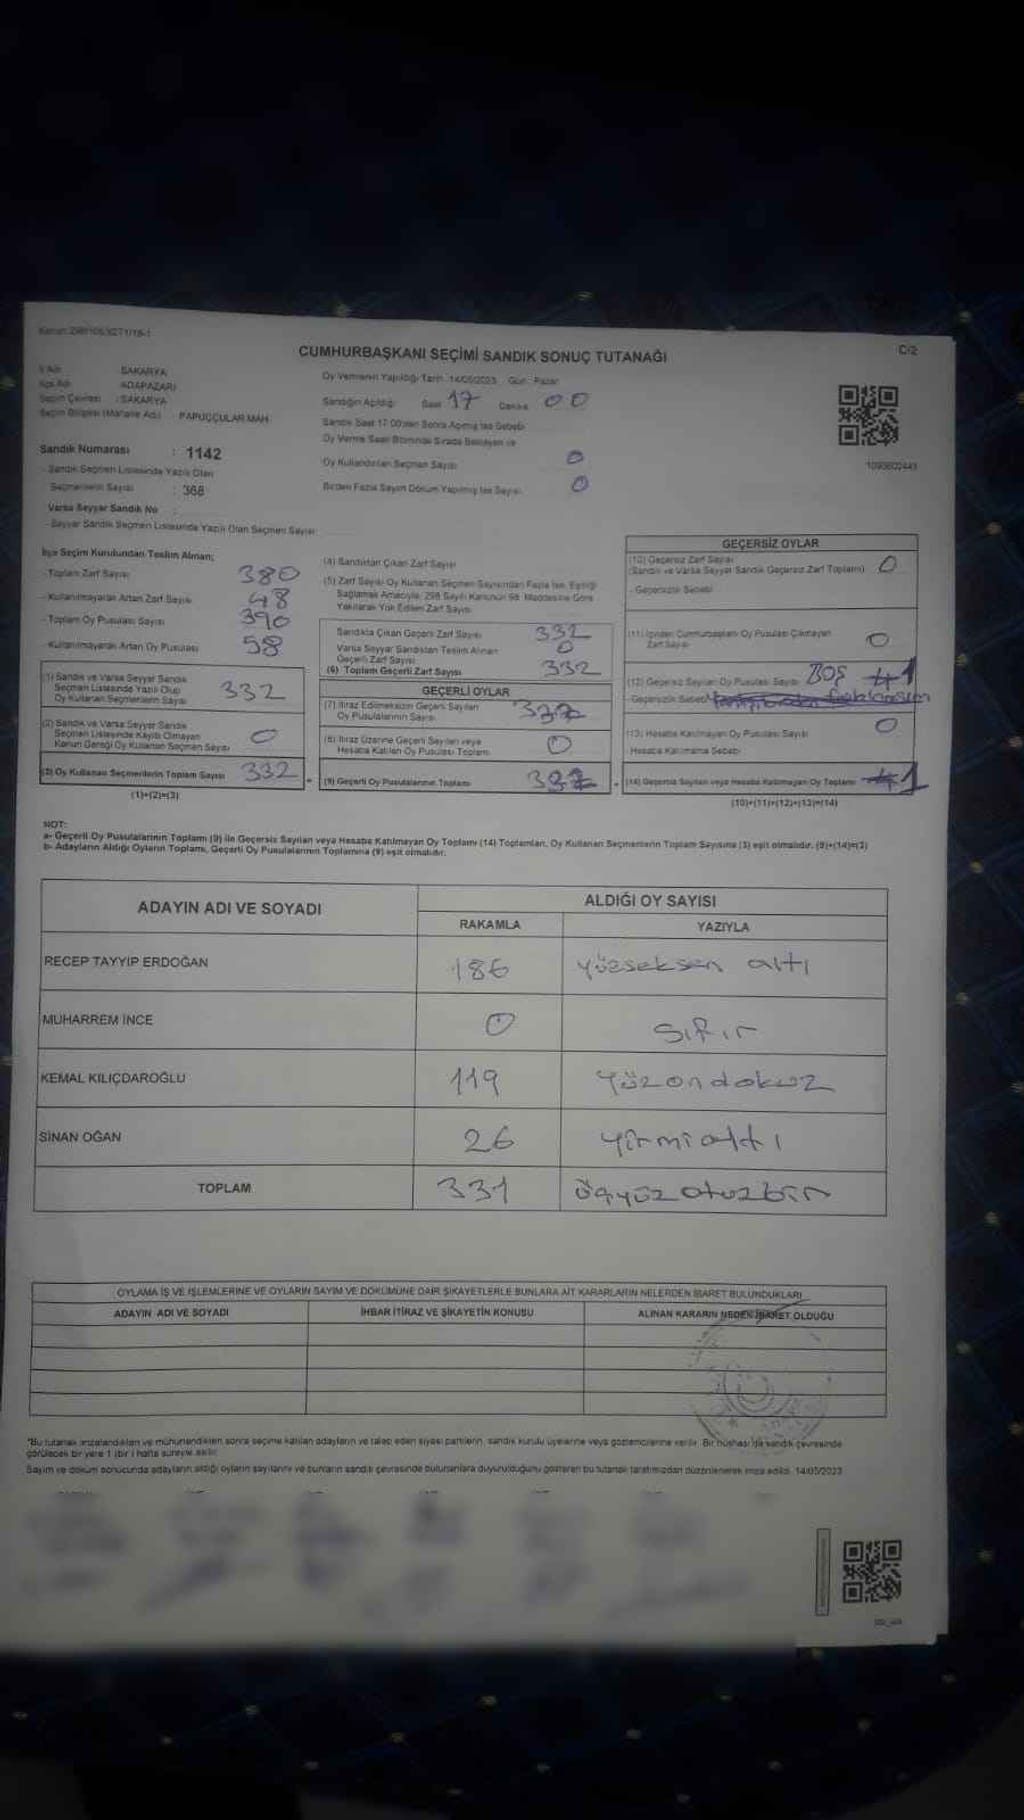 CUMHURBAŞKANI SEÇİMİ SANDIK SONUÇ TUTANAĞI
C/2
İl Adı : SAKARYA
İlçe Adı : ADAPAZARI
Seçim Çevresi : SAKARYA
Seçim Bölgesi (Mahalle Adı) : PAPUÇÇULAR MAH.
Oy Vermenin Yapıldığı Tarih 14/05/2023 Gün Pazar
Sandığın Açıldığı Saat 17 Dakika 00
Sandık Saat 17:00'den Sonra Açılmış İse Sebebi
Oy Verme Saati Bitiminde Sırada Bekleyen ve
Oy Kullandırılan Seçmen Sayısı 0
Birden Fazla Sayım Döküm Yapılmış İse Sayısı 0
1093602443
Sandık Numarası : 1142
- Sandık Seçmen Listesinde Yazılı Olan
Seçmenlerin Sayısı : 368
Varsa Seyyar Sandık No
- Seyyar Sandık Seçmen Listesinde Yazılı Olan Seçmen Sayısı
İlçe Seçim Kurulundan Teslim Alınan;
- Toplam Zarf Sayısı 380
- Kullanılmayarak Artan Zarf Sayısı 48
- Toplam Oy Pusulası Sayısı 390
- Kullanılmayarak Artan Oy Pusulası 58
(1) Sandık ve Varsa Seyyar Sandık
Seçmen Listesinde Yazılı Olup
Oy Kullanan Seçmenlerin Sayısı 332
(2) Sandık ve Varsa Seyyar Sandık
Seçmen Listesinde Kayıtlı Olmayan
Kanun Gereği Oy Kullanan Seçmen Sayısı 0
(3) Oy Kullanan Seçmenlerin Toplam Sayısı 332
(1)+(2)=(3)
(4) Sandıktan Çıkan Zarf Sayısı
(5) Zarf Sayısı Oy Kullanan Seçmen Sayısından Fazla İse, Eşitliği
Sağlamak Amacıyla, 298 Sayılı Kanunun 98. Maddesine Göre
Yakılarak Yok Edilen Zarf Sayısı
Sandıkta Çıkan Geçerli Zarf Sayısı 332
Varsa Seyyar Sandıktan Teslim Alınan
Geçerli Zarf Sayısı 0
(6) Toplam Geçerli Zarf Sayısı 332
GEÇERLİ OYLAR
(7) İtiraz Edilmeksizin Geçerli Sayılan
Oy Pusulalarının Sayısı
(8) İtiraz Üzerine Geçerli Sayılan veya
Hesaba Katılan Oy Pusulası Toplamı 0
(9) Geçerli Oy Pusulalarının Toplamı
GEÇERSİZ OYLAR
(10) Geçersiz Zarf Sayısı
(Sandık ve Varsa Seyyar Sandık Geçersiz Zarf Toplamı) 0
- Geçersizlik Sebebi
(11) İçinden Cumhurbaşkanı Oy Pusulası Çıkmayan
Zarf Sayısı 0
(12) Geçersiz Sayılan Oy Pusulası Sayısı BOŞ 1
Geçersizlik Sebebi
(13) Hesaba Katılmayan Oy Pusulası Sayısı 0
Hesaba Katılmama Sebebi
(14) Geçersiz Sayılan veya Hesaba Katılmayan Oy Toplamı 1
(10)+(11)+(12)+(13)=(14)
NOT:
a- Geçerli Oy Pusulalarının Toplamı (9) ile Geçersiz Sayılan veya Hesaba Katılmayan Oy Toplamı (14) Toplamları, Oy Kullanan Seçmenlerin Toplam Sayısına (3) eşit olmalıdır. (9)+(14)=(3)
b- Adayların Aldığı Oyların Toplamı, Geçerli Oy Pusulalarının Toplamına (9) eşit olmalıdır.
ADAYIN ADI VE SOYADI
ALDIĞI OY SAYISI
RAKAMLA YAZIYLA
RECEP TAYYİP ERDOĞAN 186 yüzseksen altı
MUHARREM İNCE 0 sıfır
KEMAL KILIÇDAROĞLU 119 Yüzondokuz
SİNAN OĞAN 26 yirmialtı
TOPLAM 331 üçyüzotuzbir
OYLAMA İŞ VE İŞLEMLERİNE VE OYLARIN SAYIM VE DÖKÜMÜNE DAİR ŞİKAYETLERLE BUNLARA AİT KARARLARIN NELERDEN İBARET BULUNDUKLARI
ADAYIN ADI VE SOYADI İHBAR İTİRAZ VE ŞİKAYETİN KONUSU ALINAN KARARIN NEDEN İBARET OLDUĞU
*Bu tutanak imzalandıktan ve mühürlendikten sonra seçime katılan adayların ve talep eden siyasi partilerin, sandık kurulu üyelerine veya gözlemcilerine verilir. Bir nüshası da sandık çevresinde
görülecek bir yere 1 (bir) hafta süreyle asılır.
Sayım ve döküm sonucunda adayların aldığı oyların sayılarını ve bunların sandık çevresinde bulunanlara duyurulduğunu gösteren bu tutanak tarafımızdan düzenlenerek imza edildi. 14/05/2023